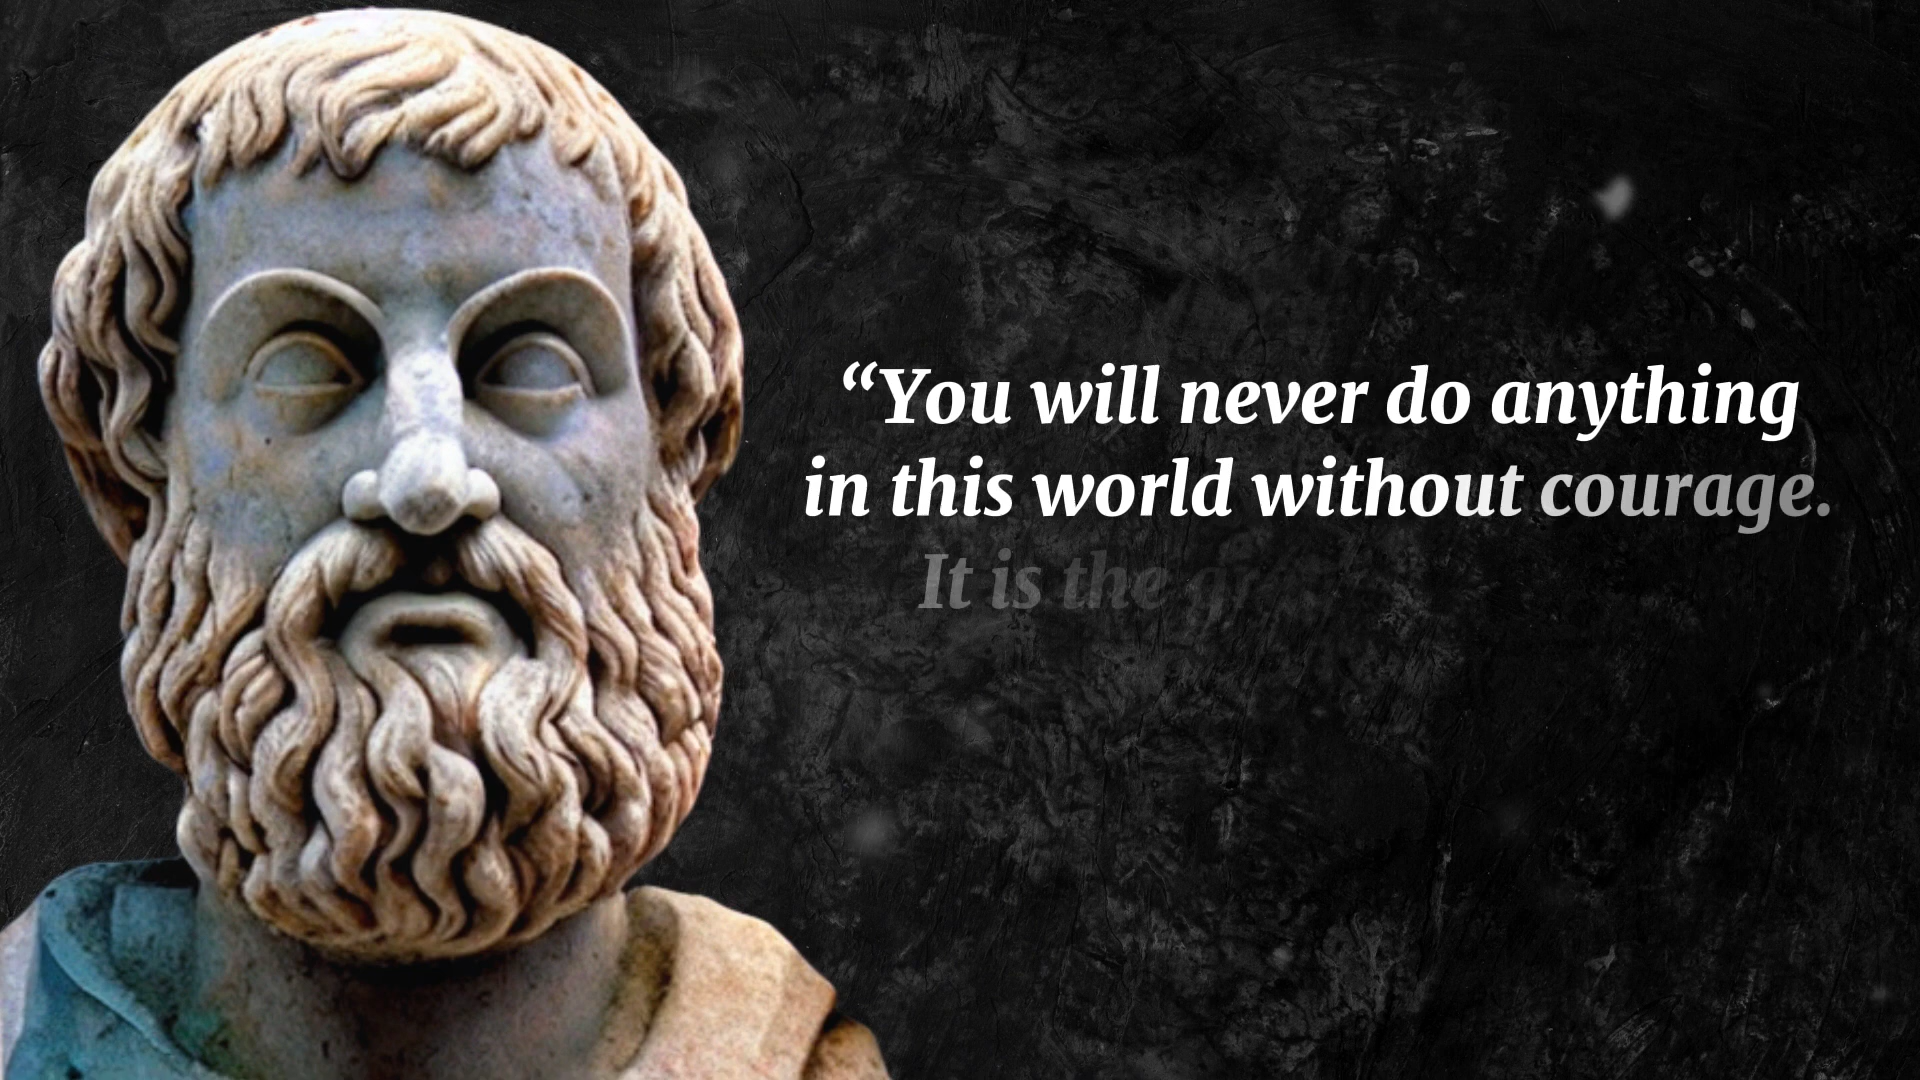 “You will never do anything
in this world without courage.
It is the